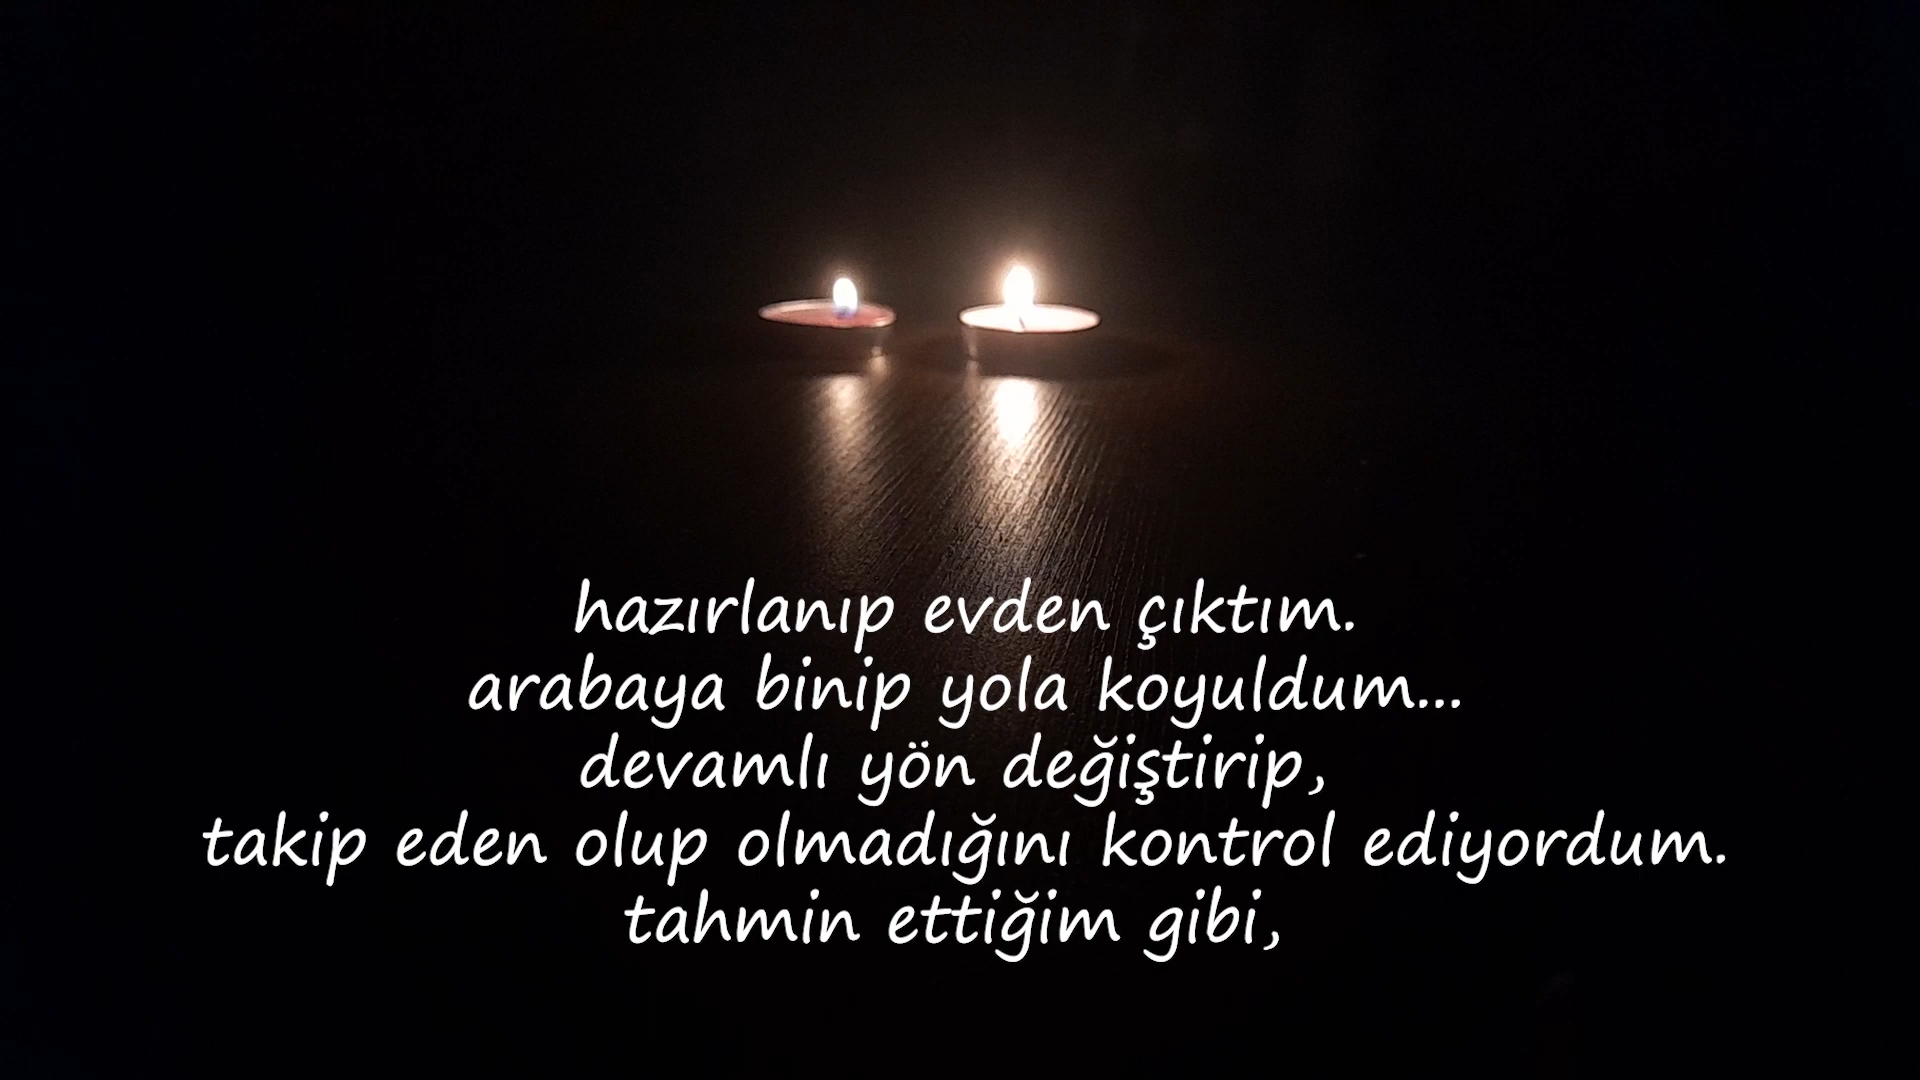 hazırlanıp evden çıktım.
arabaya binip yola koyuldum...
devamlı yön değiştirip,
takip eden olup olmadığını kontrol ediyordum.
tahmin ettiğim gibi,